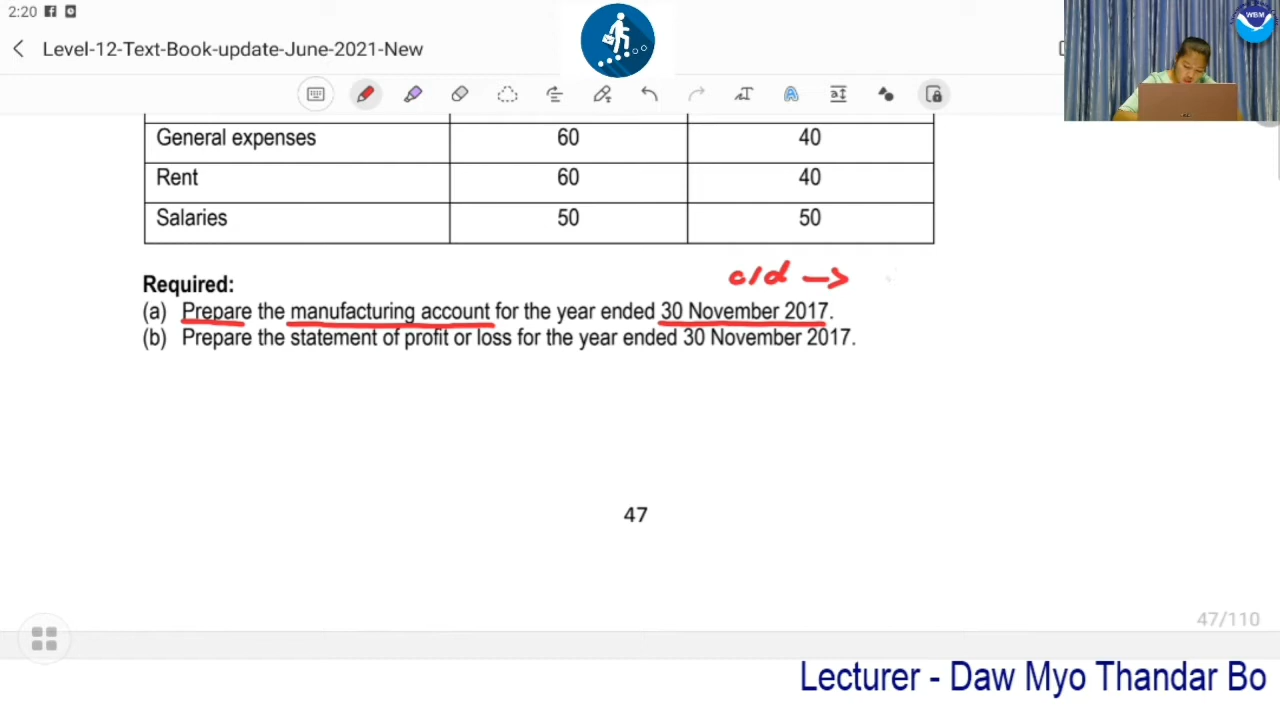 2:20
WBM
Level-12-Text-Book-update-June-2021-New
General expenses 60 40
Rent 60 40
Salaries 50 50
c/d →
Required:
(a) Prepare the manufacturing account for the year ended 30 November 2017.
(b) Prepare the statement of profit or loss for the year ended 30 November 2017.
47
47/110
Lecturer - Daw Myo Thandar Bo